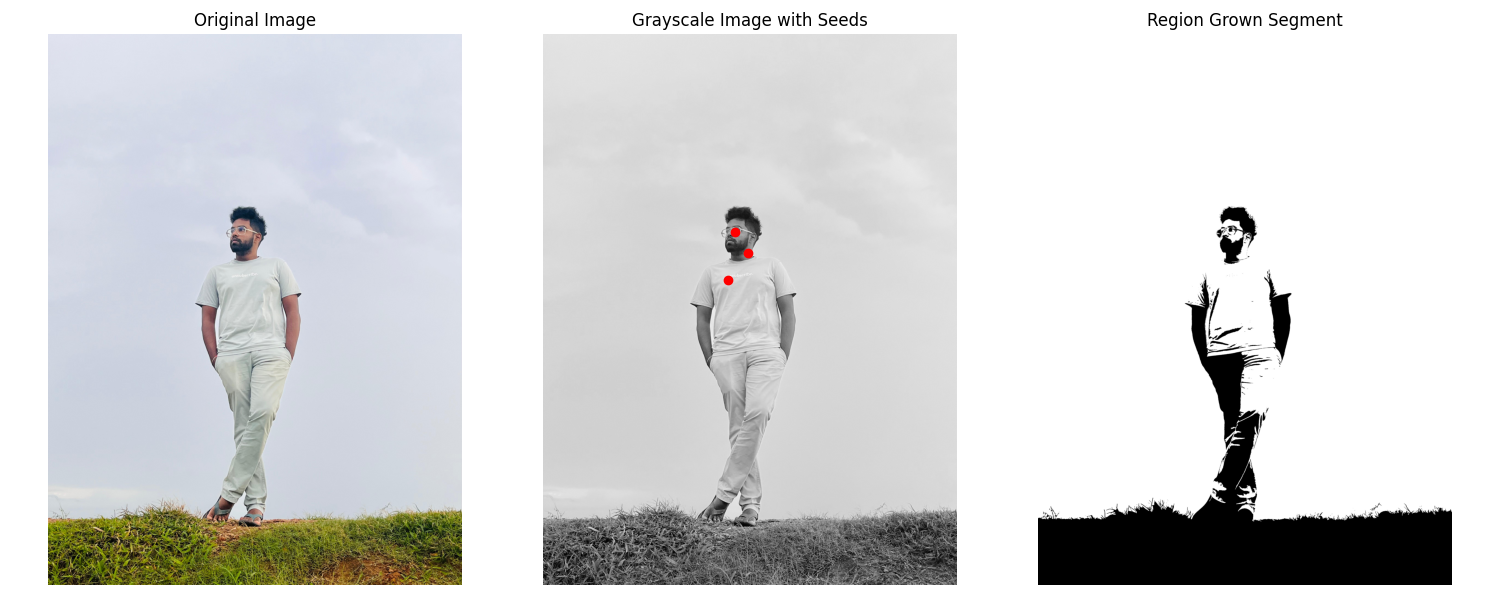 Original Image
Grayscale Image with Seeds
Region Grown Segment